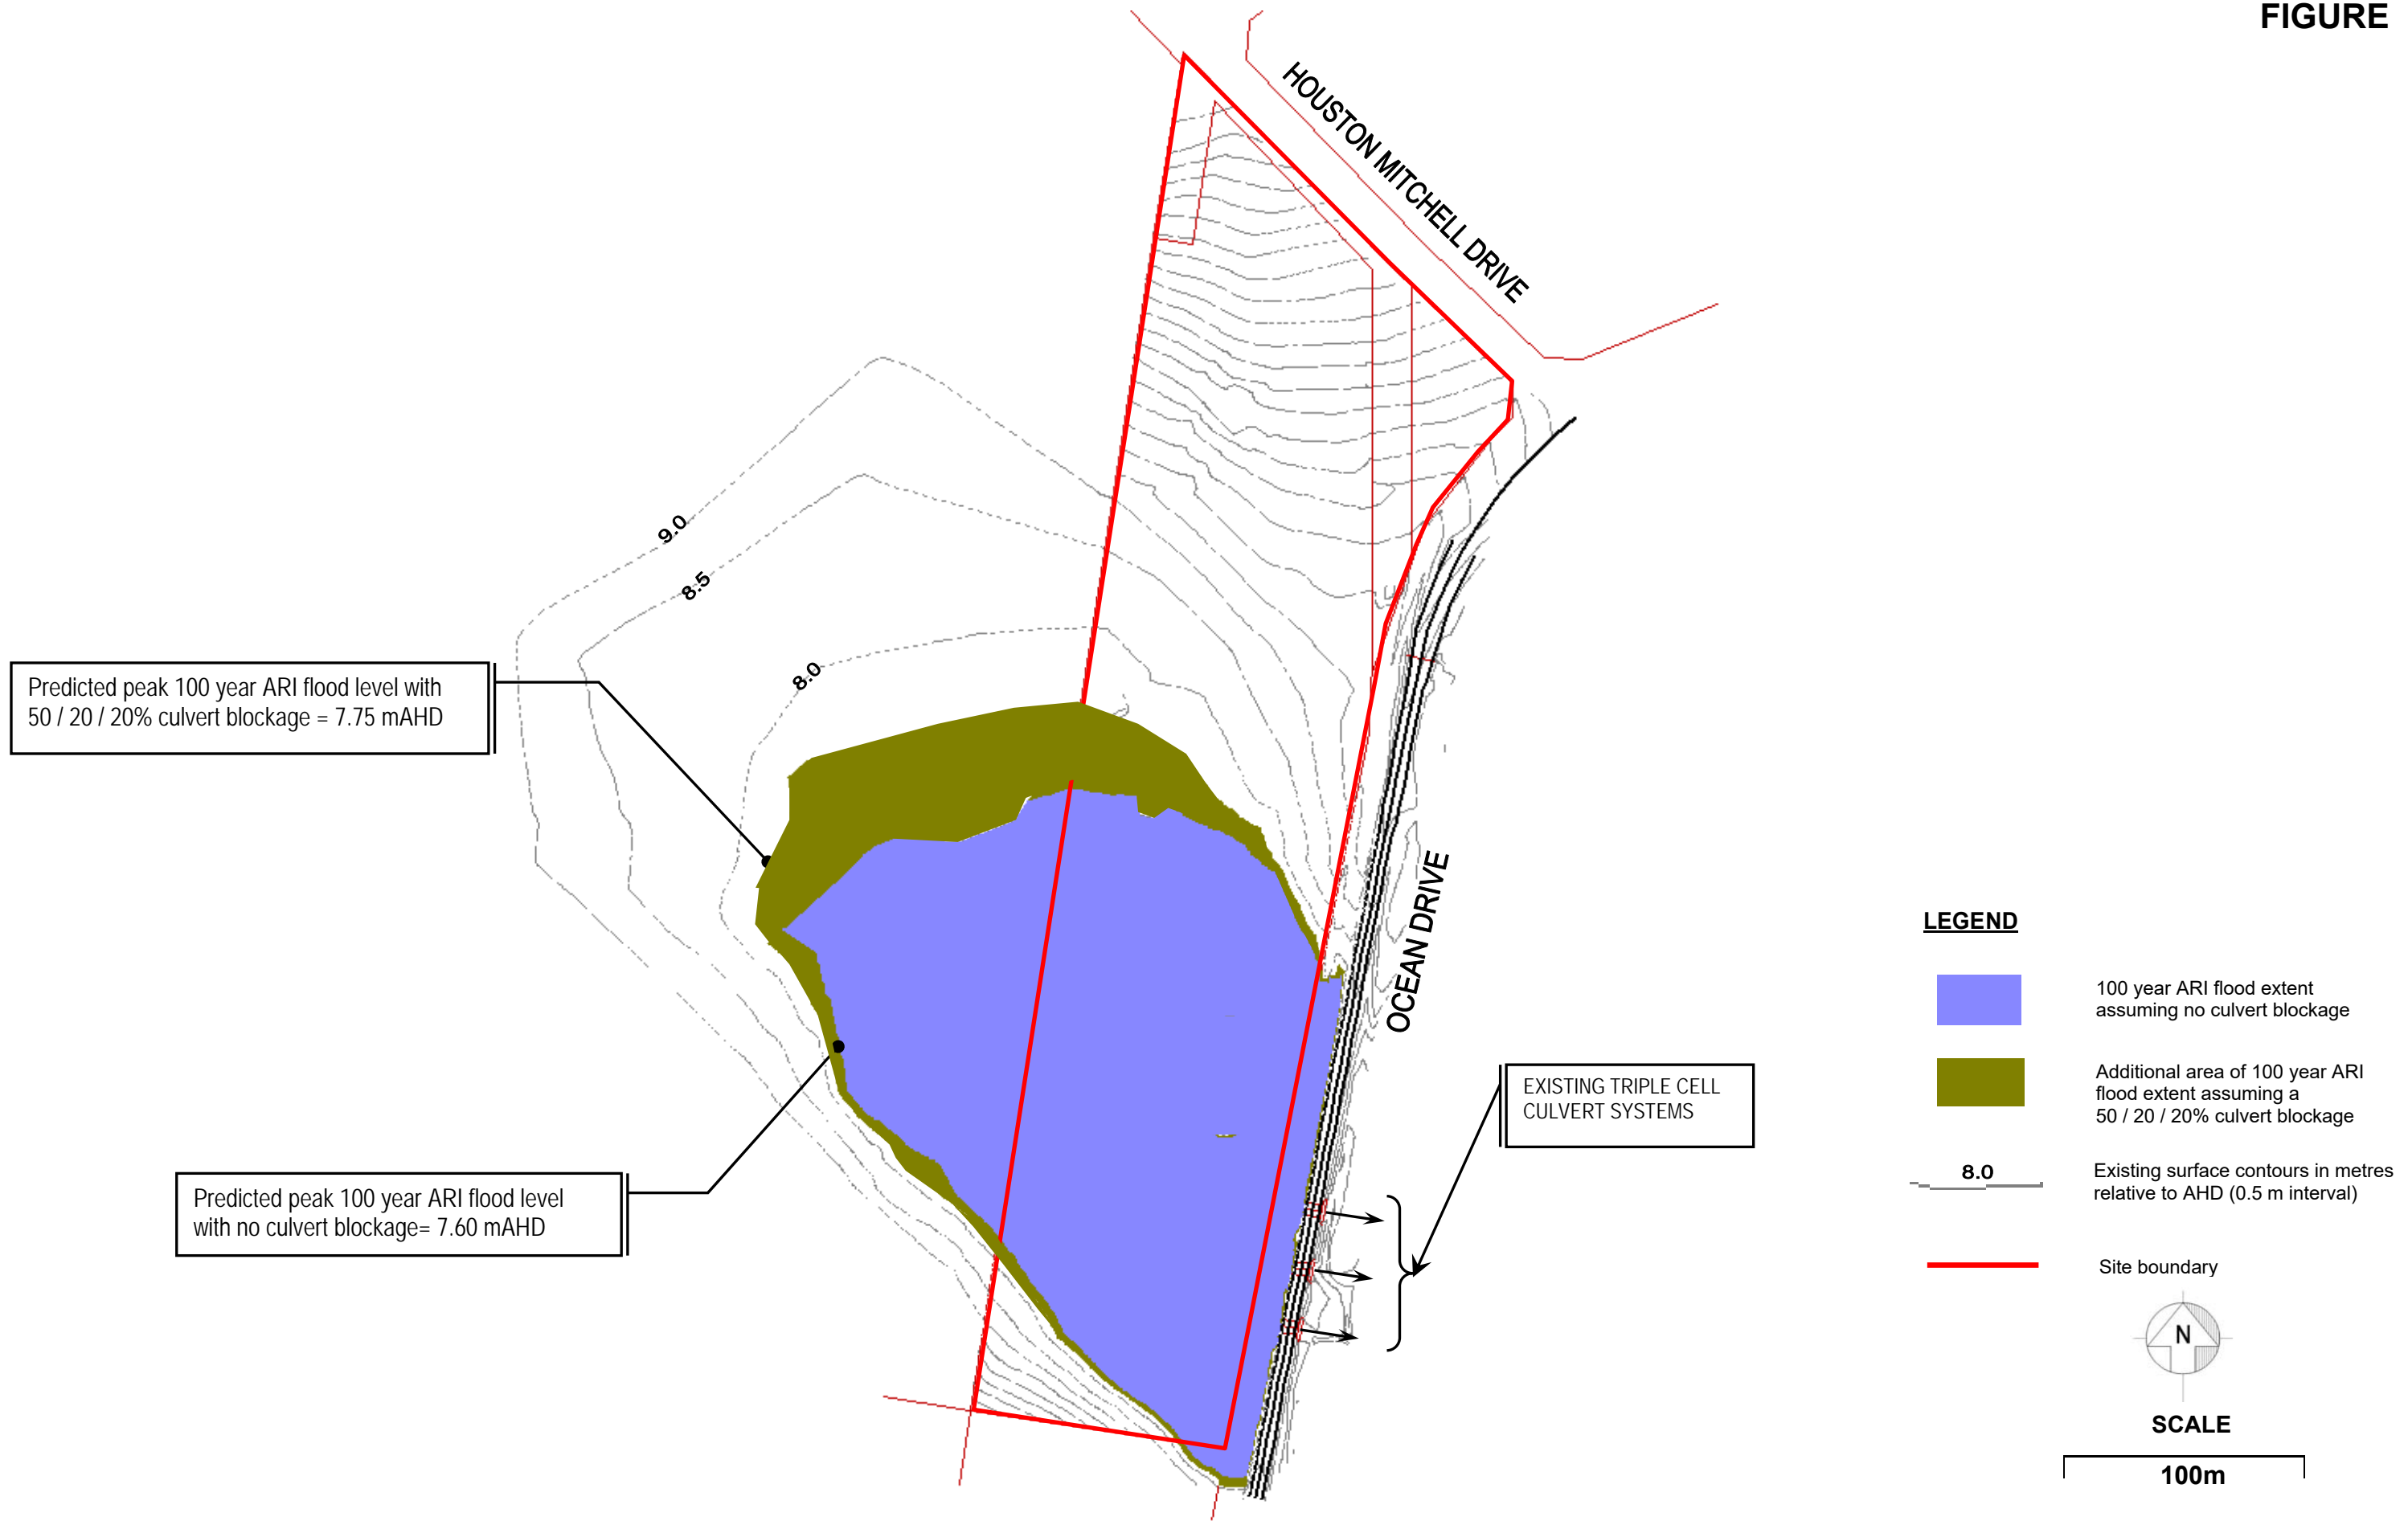 FIGURE
HOUSTON MITCHELL DRIVE
9.0
8.5
8.0
Predicted peak 100 year ARI flood level with
50 / 20 / 20% culvert blockage = 7.75 mAHD
OCEAN DRIVE
Predicted peak 100 year ARI flood level
with no culvert blockage= 7.60 mAHD
EXISTING TRIPLE CELL
CULVERT SYSTEMS
LEGEND
100 year ARI flood extent
assuming no culvert blockage
Additional area of 100 year ARI
flood extent assuming a
50 / 20 / 20% culvert blockage
8.0
Existing surface contours in metres
relative to AHD (0.5 m interval)
Site boundary
N
SCALE
100m